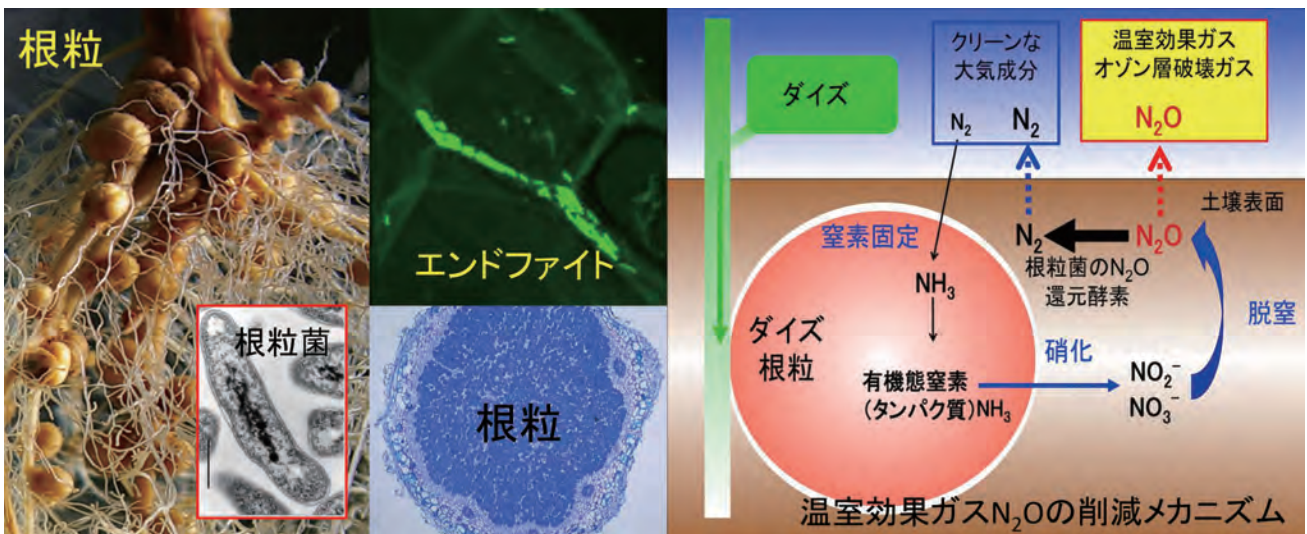 根粒
エンドファイト
根粒菌
根粒
ダイズ
クリーンな
大気成分
N₂ N₂
温室効果ガス
オゾン層破壊ガス
N₂O
土壌表面
窒素固定
N₂ N₂O
根粒菌のN₂O
還元酵素
NH₃
脱窒
ダイズ
根粒
硝化
有機態窒素
(タンパク質)NH₃
NO₂⁻
NO₃⁻
温室効果ガスN₂Oの削減メカニズム